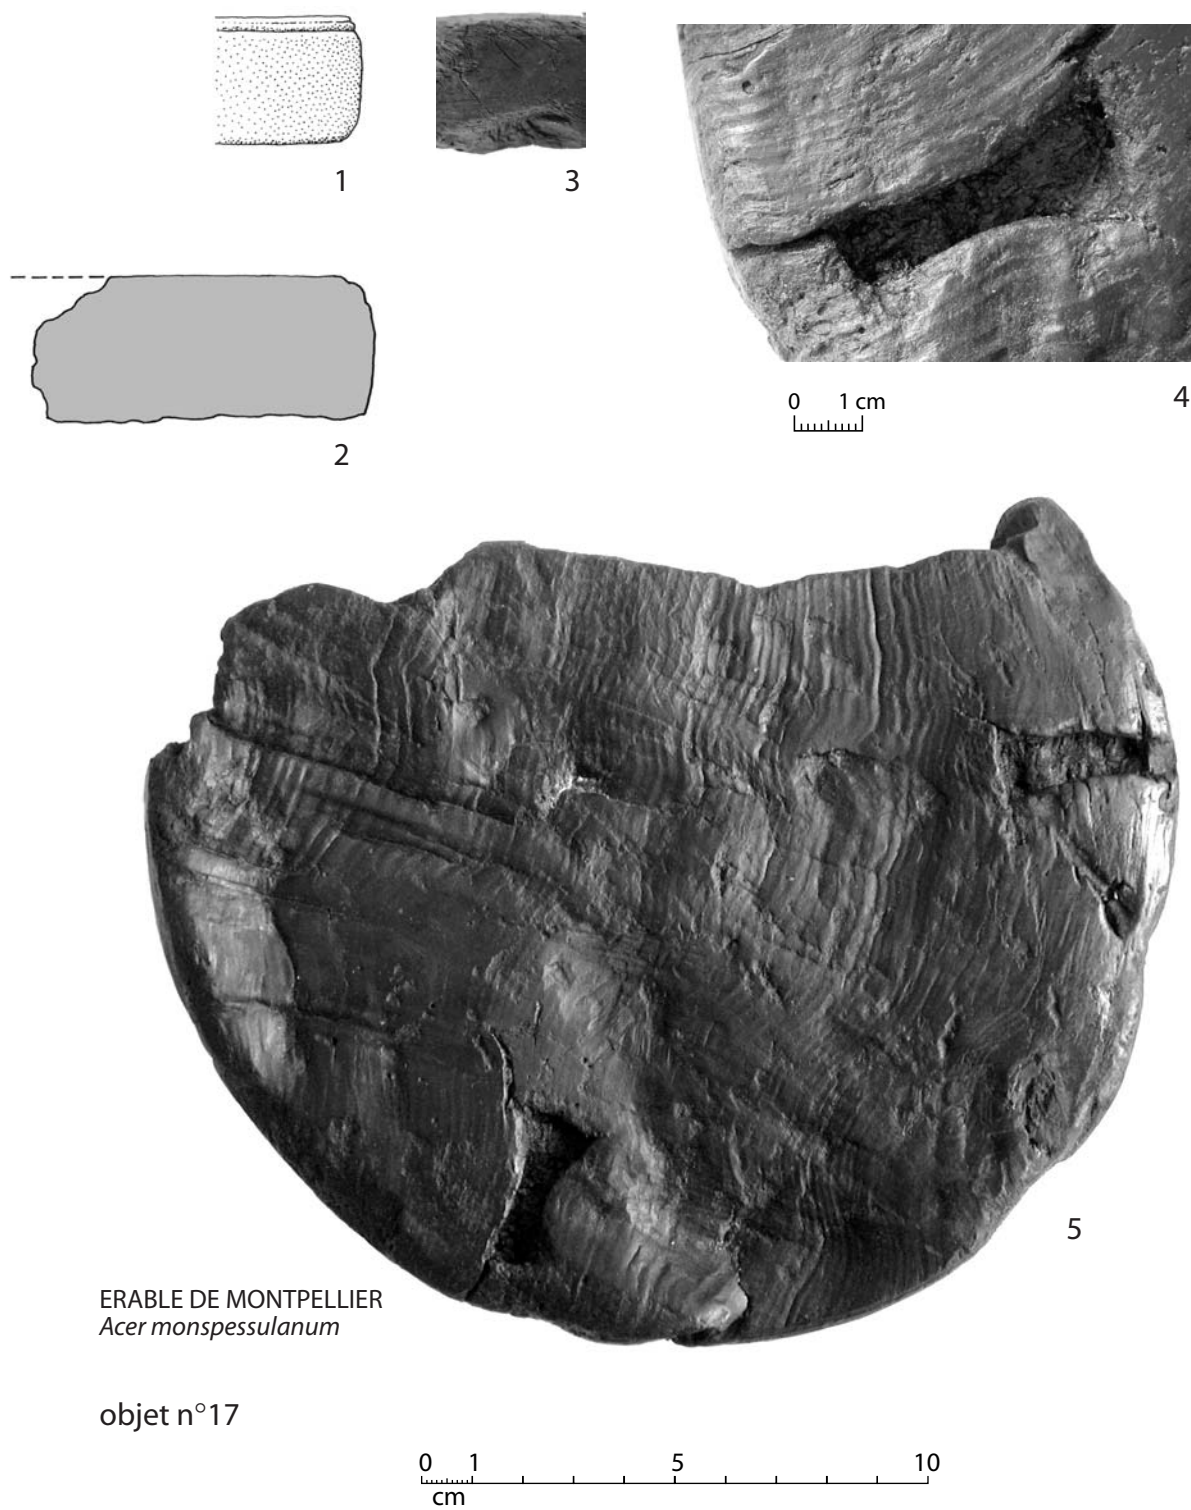 1
3
2
0 1 cm
4
5
ERABLE DE MONTPELLIER
Acer monspessulanum
objet n°17
0 1 5 10
cm